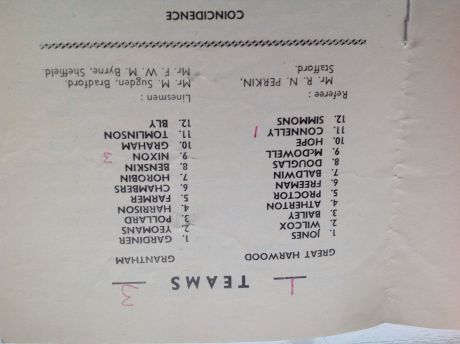 1 TEAMS 3
GREAT HARWOOD
1. JONES
2. WILCOX
3. BAILEY
4. ATHERTON
5. PROCTOR
6. FREEMAN
7. BALDWIN
8. DOUGLAS
9. McDOWELL
10. HOPE
11. CONNELLY 1
12. SIMMONS
Referee :
Mr. R. N. PERKIN,
Stafford.
GRANTHAM
1. GARDINER
2. YEOMANS
3. POLLARD
4. HARRISON
5. FARMER
6. CHAMBERS
7. HOROBIN
8. BENSKIN
9. NIXON 3
10. GRAHAM
11. TOMLINSON
12. BLY
Linesmen :
Mr. M. Sugden, Bradford.
Mr. F. W. M. Byrne, Sheffield.
COINCIDENCE